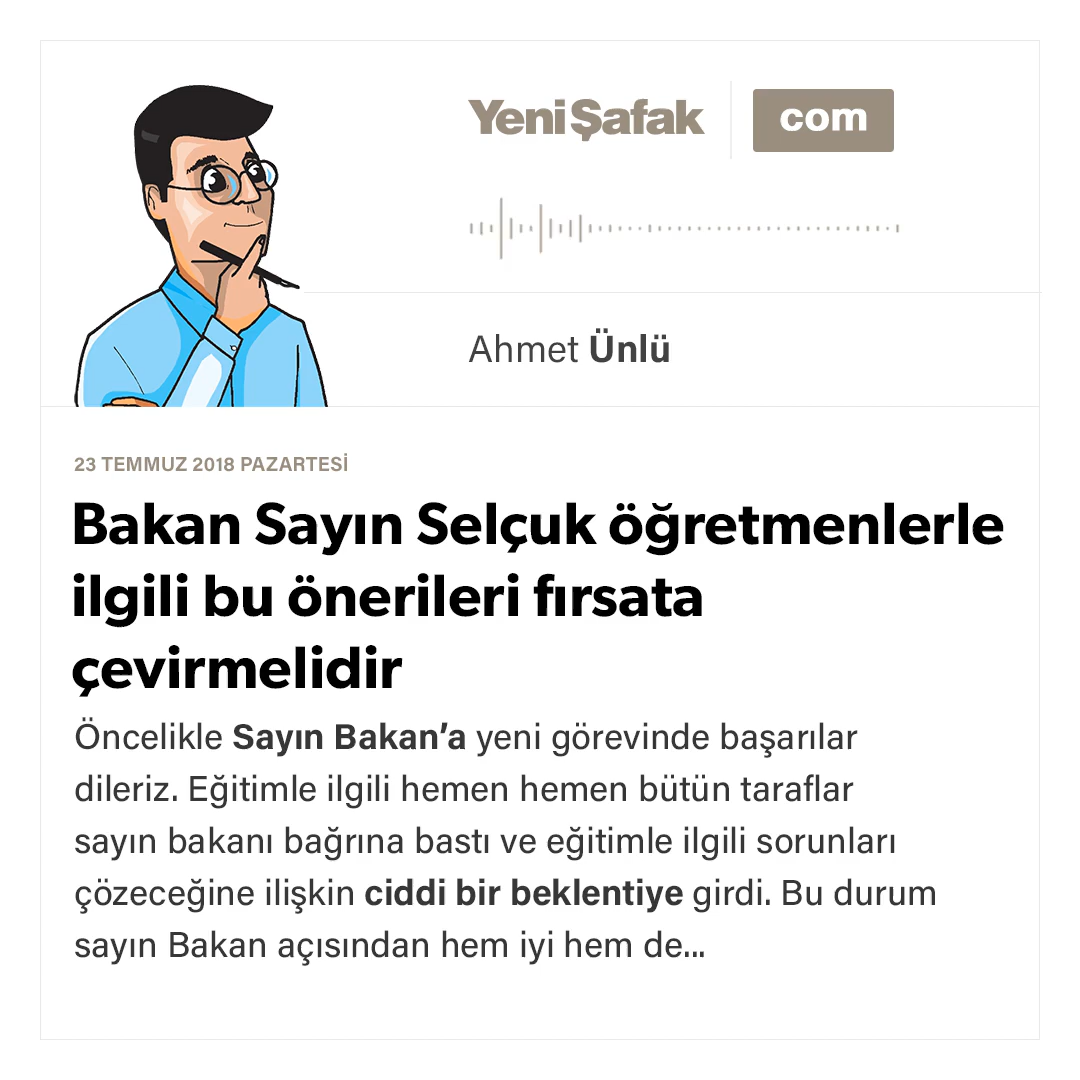 YeniŞafak
com
Ahmet Ünlü
23 TEMMUZ 2018 PAZARTESİ
Bakan Sayın Selçuk öğretmenlerle
ilgili bu önerileri fırsata
çevirmelidir
Öncelikle Sayın Bakan’a yeni görevinde başarılar
dileriz. Eğitimle ilgili hemen hemen bütün taraflar
sayın bakanı bağrına bastı ve eğitimle ilgili sorunları
çözeceğine ilişkin ciddi bir beklentiye girdi. Bu durum
sayın Bakan açısından hem iyi hem de...